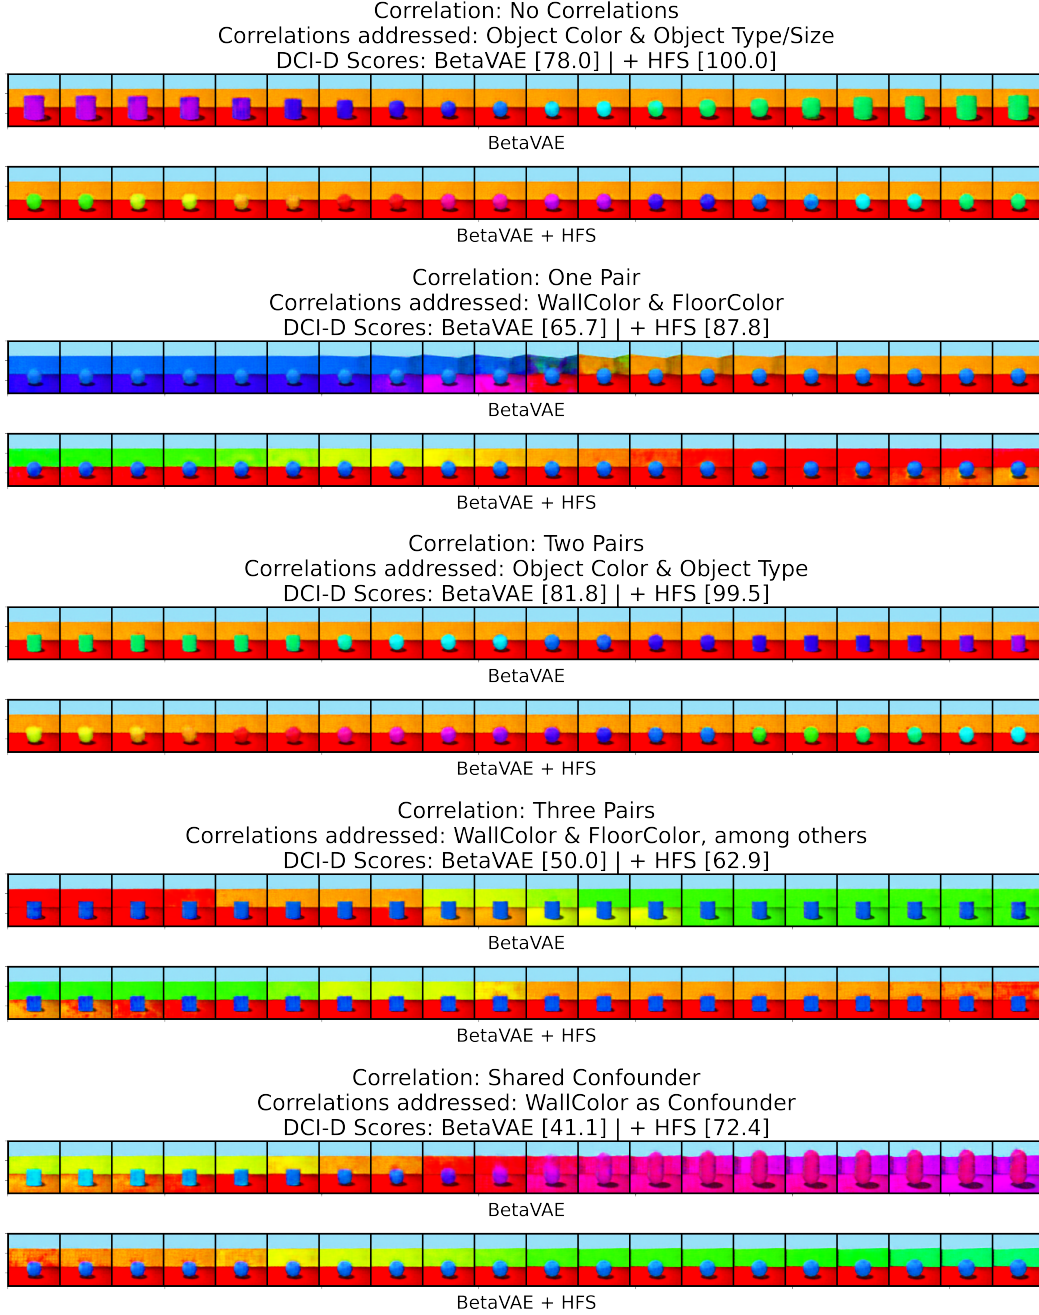 Correlation: No Correlations
Correlations addressed: Object Color & Object Type/Size
DCI-D Scores: BetaVAE [78.0] | + HFS [100.0]
BetaVAE
BetaVAE + HFS
Correlation: One Pair
Correlations addressed: WallColor & FloorColor
DCI-D Scores: BetaVAE [65.7] | + HFS [87.8]
BetaVAE
BetaVAE + HFS
Correlation: Two Pairs
Correlations addressed: Object Color & Object Type
DCI-D Scores: BetaVAE [81.8] | + HFS [99.5]
BetaVAE
BetaVAE + HFS
Correlation: Three Pairs
Correlations addressed: WallColor & FloorColor, among others
DCI-D Scores: BetaVAE [50.0] | + HFS [62.9]
BetaVAE
BetaVAE + HFS
Correlation: Shared Confounder
Correlations addressed: WallColor as Confounder
DCI-D Scores: BetaVAE [41.1] | + HFS [72.4]
BetaVAE
BetaVAE + HFS